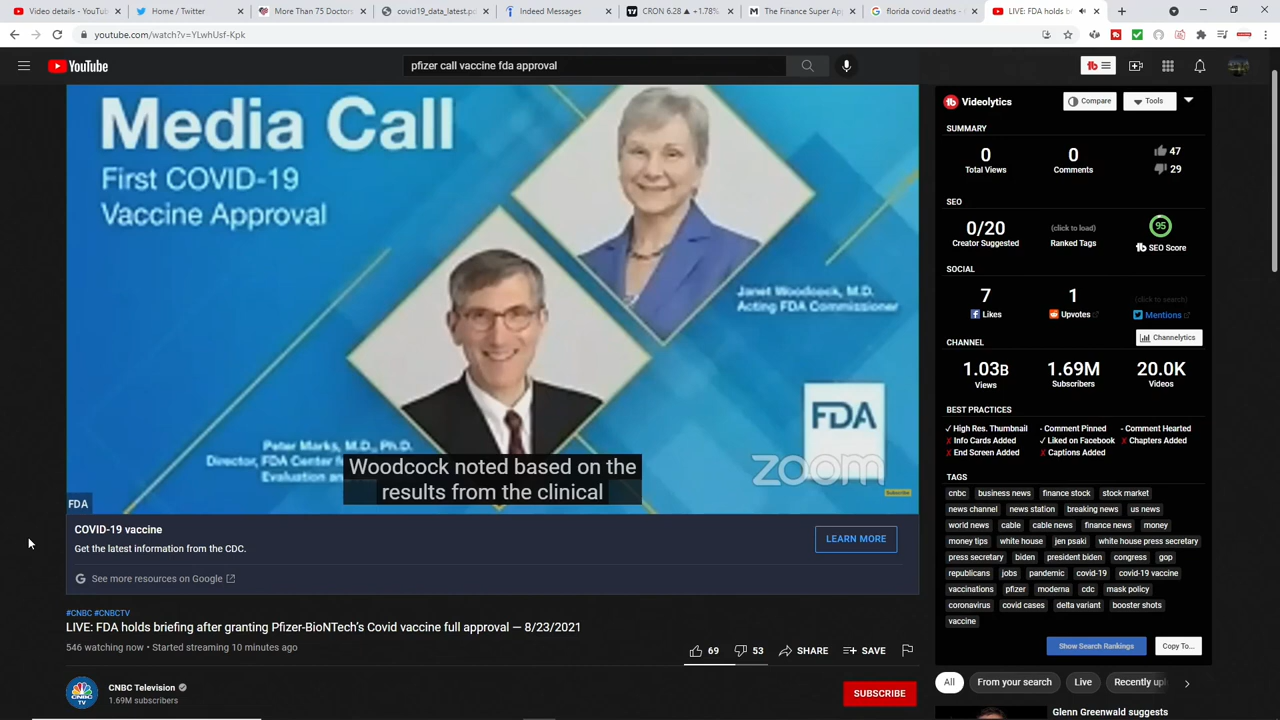 Video details - YouTube
Home / Twitter
More Than 75 Doctors
covid19_data_latest.pd
Indeed Messages
CRON 6.28 ▲ +1.78%
The Finance Super Ap
florida covid deaths -
LIVE: FDA holds b
youtube.com/watch?v=YLwhUsf-Kpk
YouTube
pfizer call vaccine fda approval
Media Call
First COVID-19
Vaccine Approval
Janet Woodcock, M.D.
Acting FDA Commissioner
Peter Marks, M.D., Ph.D.
Director, FDA Center f
Evaluation an
FDA
zoom
Subscribe
Woodcock noted based on the
results from the clinical
FDA
COVID-19 vaccine
Get the latest information from the CDC.
LEARN MORE
See more resources on Google
#CNBC #CNBCTV
LIVE: FDA holds briefing after granting Pfizer-BioNTech's Covid vaccine full approval — 8/23/2021
546 watching now • Started streaming 10 minutes ago
69
53
SHARE
SAVE
CNBC Television
1.69M subscribers
SUBSCRIBE
CNBC
TV
tb
Videolytics
Compare
Tools
SUMMARY
0 0 47
Total Views Comments 29
SEO
0/20 (click to load) 95
Creator Suggested Ranked Tags SEO Score
SOCIAL
7 1 (click to search)
Likes Upvotes Mentions
Channelytics
CHANNEL
1.03B 1.69M 20.0K
Views Subscribers Videos
BEST PRACTICES
✓ High Res. Thumbnail - Comment Pinned - Comment Hearted
✗ Info Cards Added ✓ Liked on Facebook ✗ Chapters Added
✗ End Screen Added ✗ Captions Added
TAGS
cnbc business news finance stock stock market
news channel news station breaking news us news
world news cable cable news finance news money
money tips white house jen psaki white house press secretary
press secretary biden president biden congress gop
republicans jobs pandemic covid-19 covid-19 vaccine
vaccinations pfizer moderna cdc mask policy
coronavirus covid cases delta variant booster shots
vaccine
Show Search Rankings
Copy To...
All
From your search
Live
Recently upl
Glenn Greenwald suggests